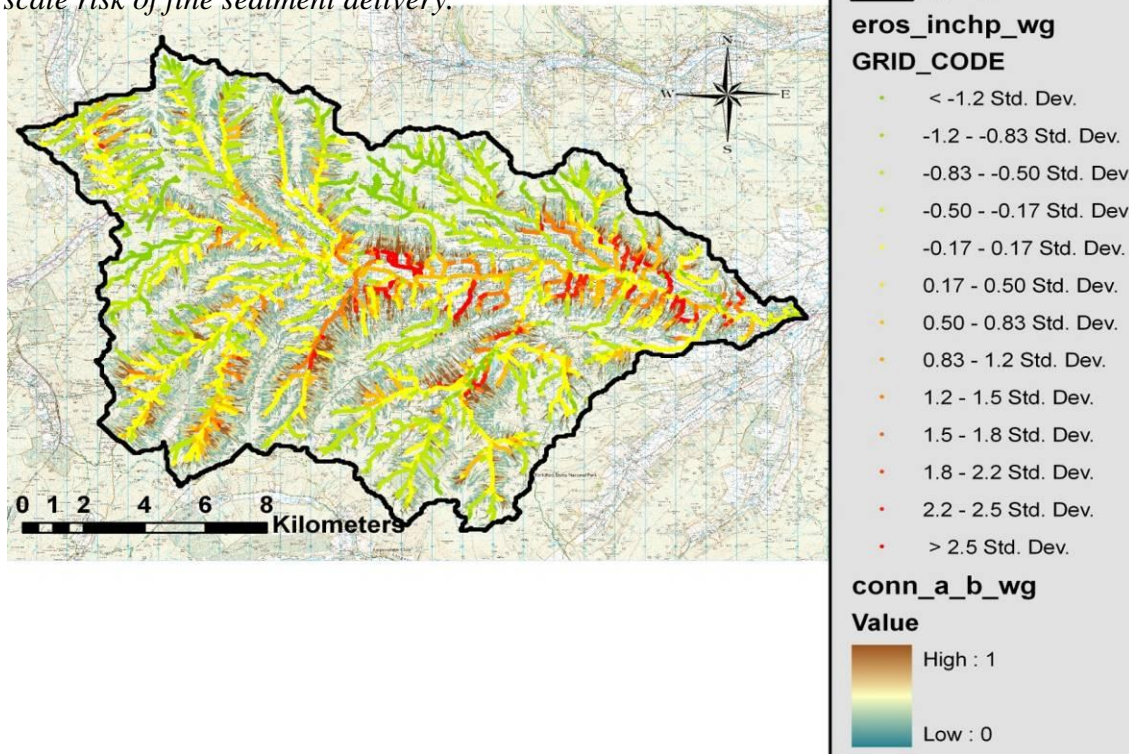 scale risk of fine sediment delivery.
N
W
E
S
0 1 2 4 6 8
Kilometers
eros_inchp_wg
GRID_CODE
< -1.2 Std. Dev.
-1.2 - -0.83 Std. Dev.
-0.83 - -0.50 Std. Dev
-0.50 - -0.17 Std. Dev
-0.17 - 0.17 Std. Dev.
0.17 - 0.50 Std. Dev.
0.50 - 0.83 Std. Dev.
0.83 - 1.2 Std. Dev.
1.2 - 1.5 Std. Dev.
1.5 - 1.8 Std. Dev.
1.8 - 2.2 Std. Dev.
2.2 - 2.5 Std. Dev.
> 2.5 Std. Dev.
conn_a_b_wg
Value
High : 1
Low : 0